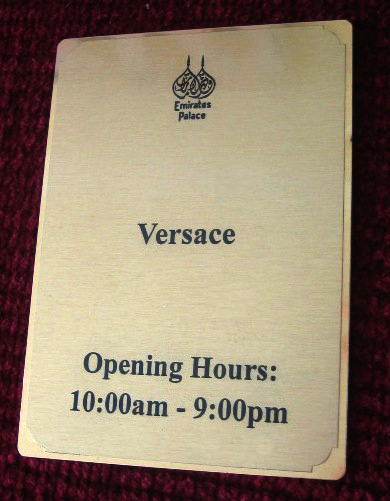 Emirates
Palace
Versace
Opening Hours:
10:00am - 9:00pm